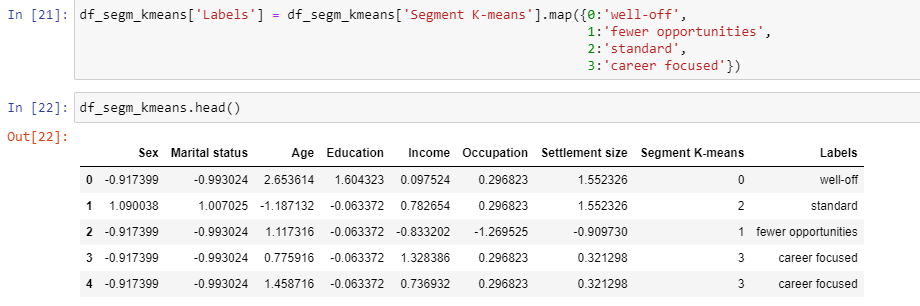 In [21]: df_segm_kmeans['Labels'] = df_segm_kmeans['Segment K-means'].map({0:'well-off',
1:'fewer opportunities',
2:'standard',
3:'career focused'})
In [22]: df_segm_kmeans.head()
Out[22]:
Sex Marital status Age Education Income Occupation Settlement size Segment K-means Labels
0 -0.917399 -0.993024 2.653614 1.604323 0.097524 0.296823 1.552326 0 well-off
1 1.090038 1.007025 -1.187132 -0.063372 0.782654 0.296823 1.552326 2 standard
2 -0.917399 -0.993024 1.117316 -0.063372 -0.833202 -1.269525 -0.909730 1 fewer opportunities
3 -0.917399 -0.993024 0.775916 -0.063372 1.328386 0.296823 0.321298 3 career focused
4 -0.917399 -0.993024 1.458716 -0.063372 0.736932 0.296823 0.321298 3 career focused